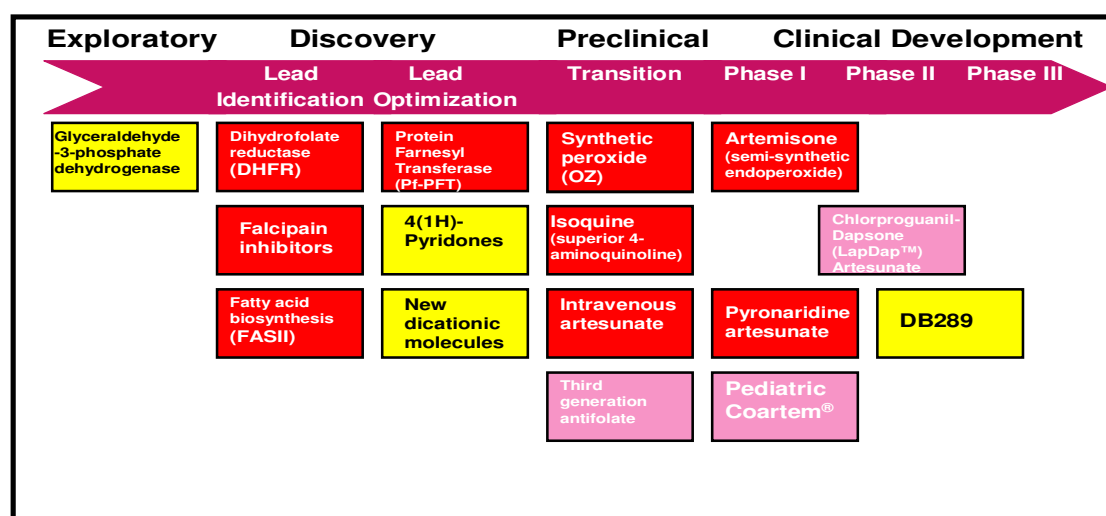 Exploratory
Discovery
Preclinical
Clinical Development
Lead
Identification
Lead
Optimization
Transition
Phase I
Phase II
Phase III
Glyceraldehyde
-3-phosphate
dehydrogenase
Dihydrofolate
reductase
(DHFR)
Protein
Farnesyl
Transferase
(Pf-PFT)
Synthetic
peroxide
(OZ)
Artemisone
(semi-synthetic
endoperoxide)
Falcipain
inhibitors
4(1H)-
Pyridones
Isoquine
(superior 4-
aminoquinoline)
Chlorproguanil-
Dapsone
(LapDap™)
Artesunate
Fatty acid
biosynthesis
(FASII)
New
dicationic
molecules
Intravenous
artesunate
Pyronaridine
artesunate
DB289
Third
generation
antifolate
Pediatric
Coartem®